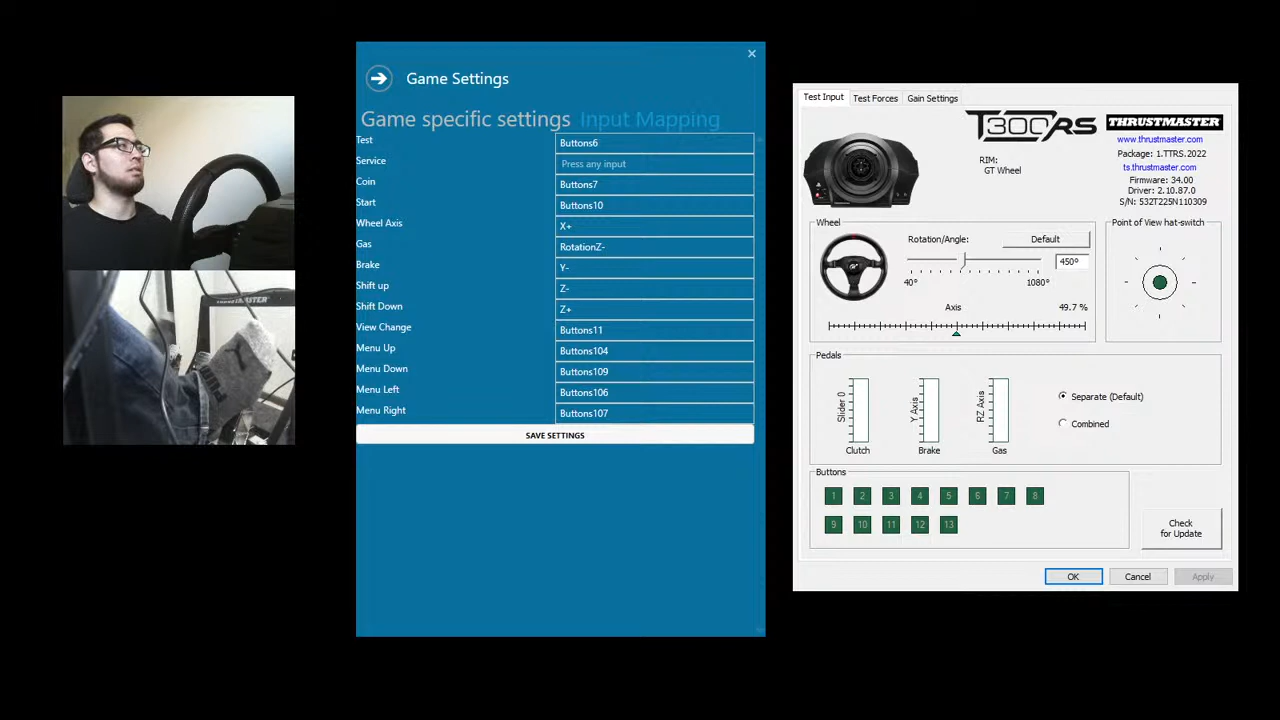 THRUSTMASTER
Game Settings
Game specific settings Input Mapping
Test Buttons6
Service Press any input
Coin Buttons7
Start Buttons10
Wheel Axis X+
Gas RotationZ-
Brake Y-
Shift up Z-
Shift Down Z+
View Change Buttons11
Menu Up Buttons104
Menu Down Buttons109
Menu Left Buttons106
Menu Right Buttons107
SAVE SETTINGS
Test Input Test Forces Gain Settings
T300RS THRUSTMASTER
www.thrustmaster.com
RIM:
GT Wheel
Package: 1.TTRS.2022
ts.thrustmaster.com
Firmware: 34.00
Driver: 2.10.87.0
S/N: 532T225N110309
Wheel
Rotation/Angle: Default
450°
40° 1080°
Axis 49.7 %
Point of View hat-switch
Pedals
Slider 0 Y Axis RZ Axis
Clutch Brake Gas
Separate (Default)
Combined
Buttons
1 2 3 4 5 6 7 8
9 10 11 12 13
Check
for Update
OK Cancel Apply